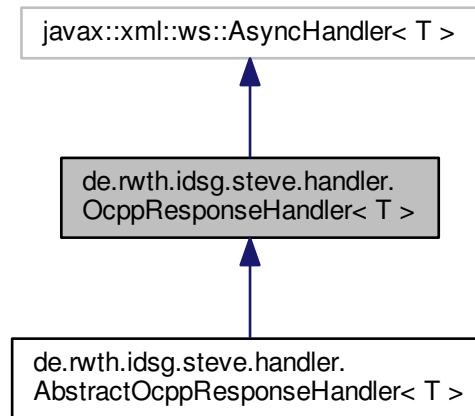 javax::xml::ws::AsyncHandler< T >
de.rwth.idsg.steve.handler.
OcppResponseHandler< T >
de.rwth.idsg.steve.handler.
AbstractOcppResponseHandler< T >